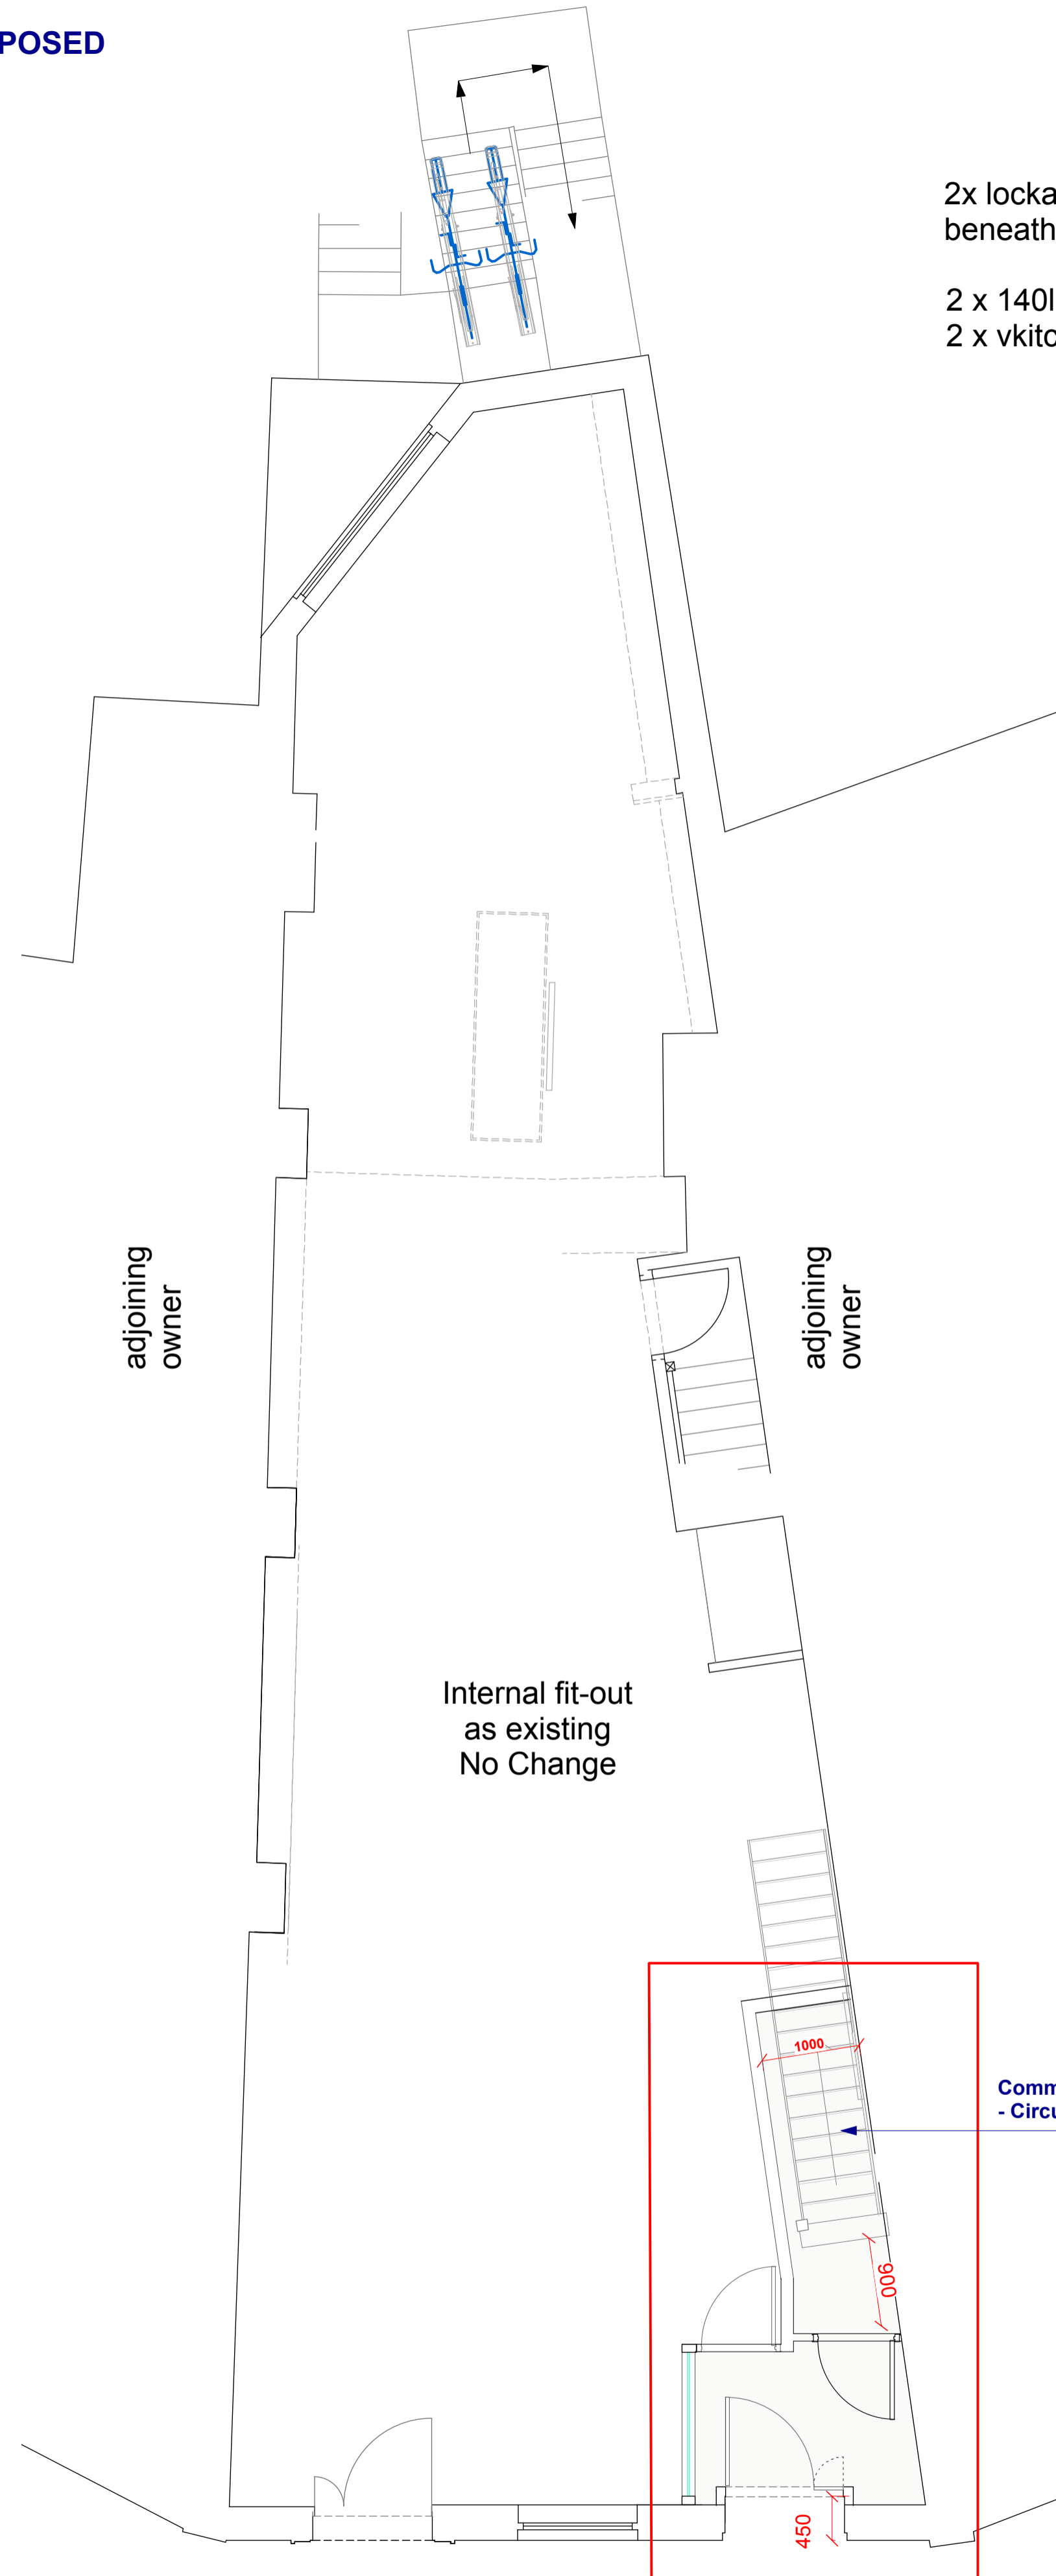 POSED
2x locka
beneath
2 x 140l
2 x vkitc
adjoining
owner
adjoining
owner
Internal fit-out
as existing
No Change
1000
Comm
- Circu
900
450